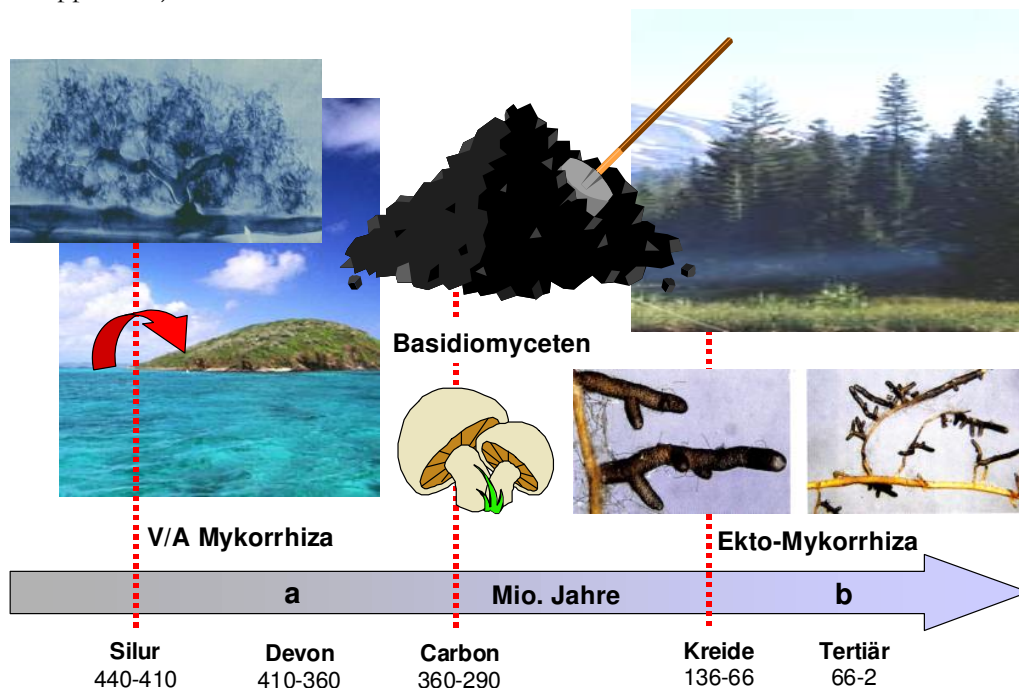 Basidiomyceten
V/A Mykorrhiza
Ekto-Mykorrhiza
a
Mio. Jahre
b
Silur
440-410
Devon
410-360
Carbon
360-290
Kreide
136-66
Tertiär
66-2